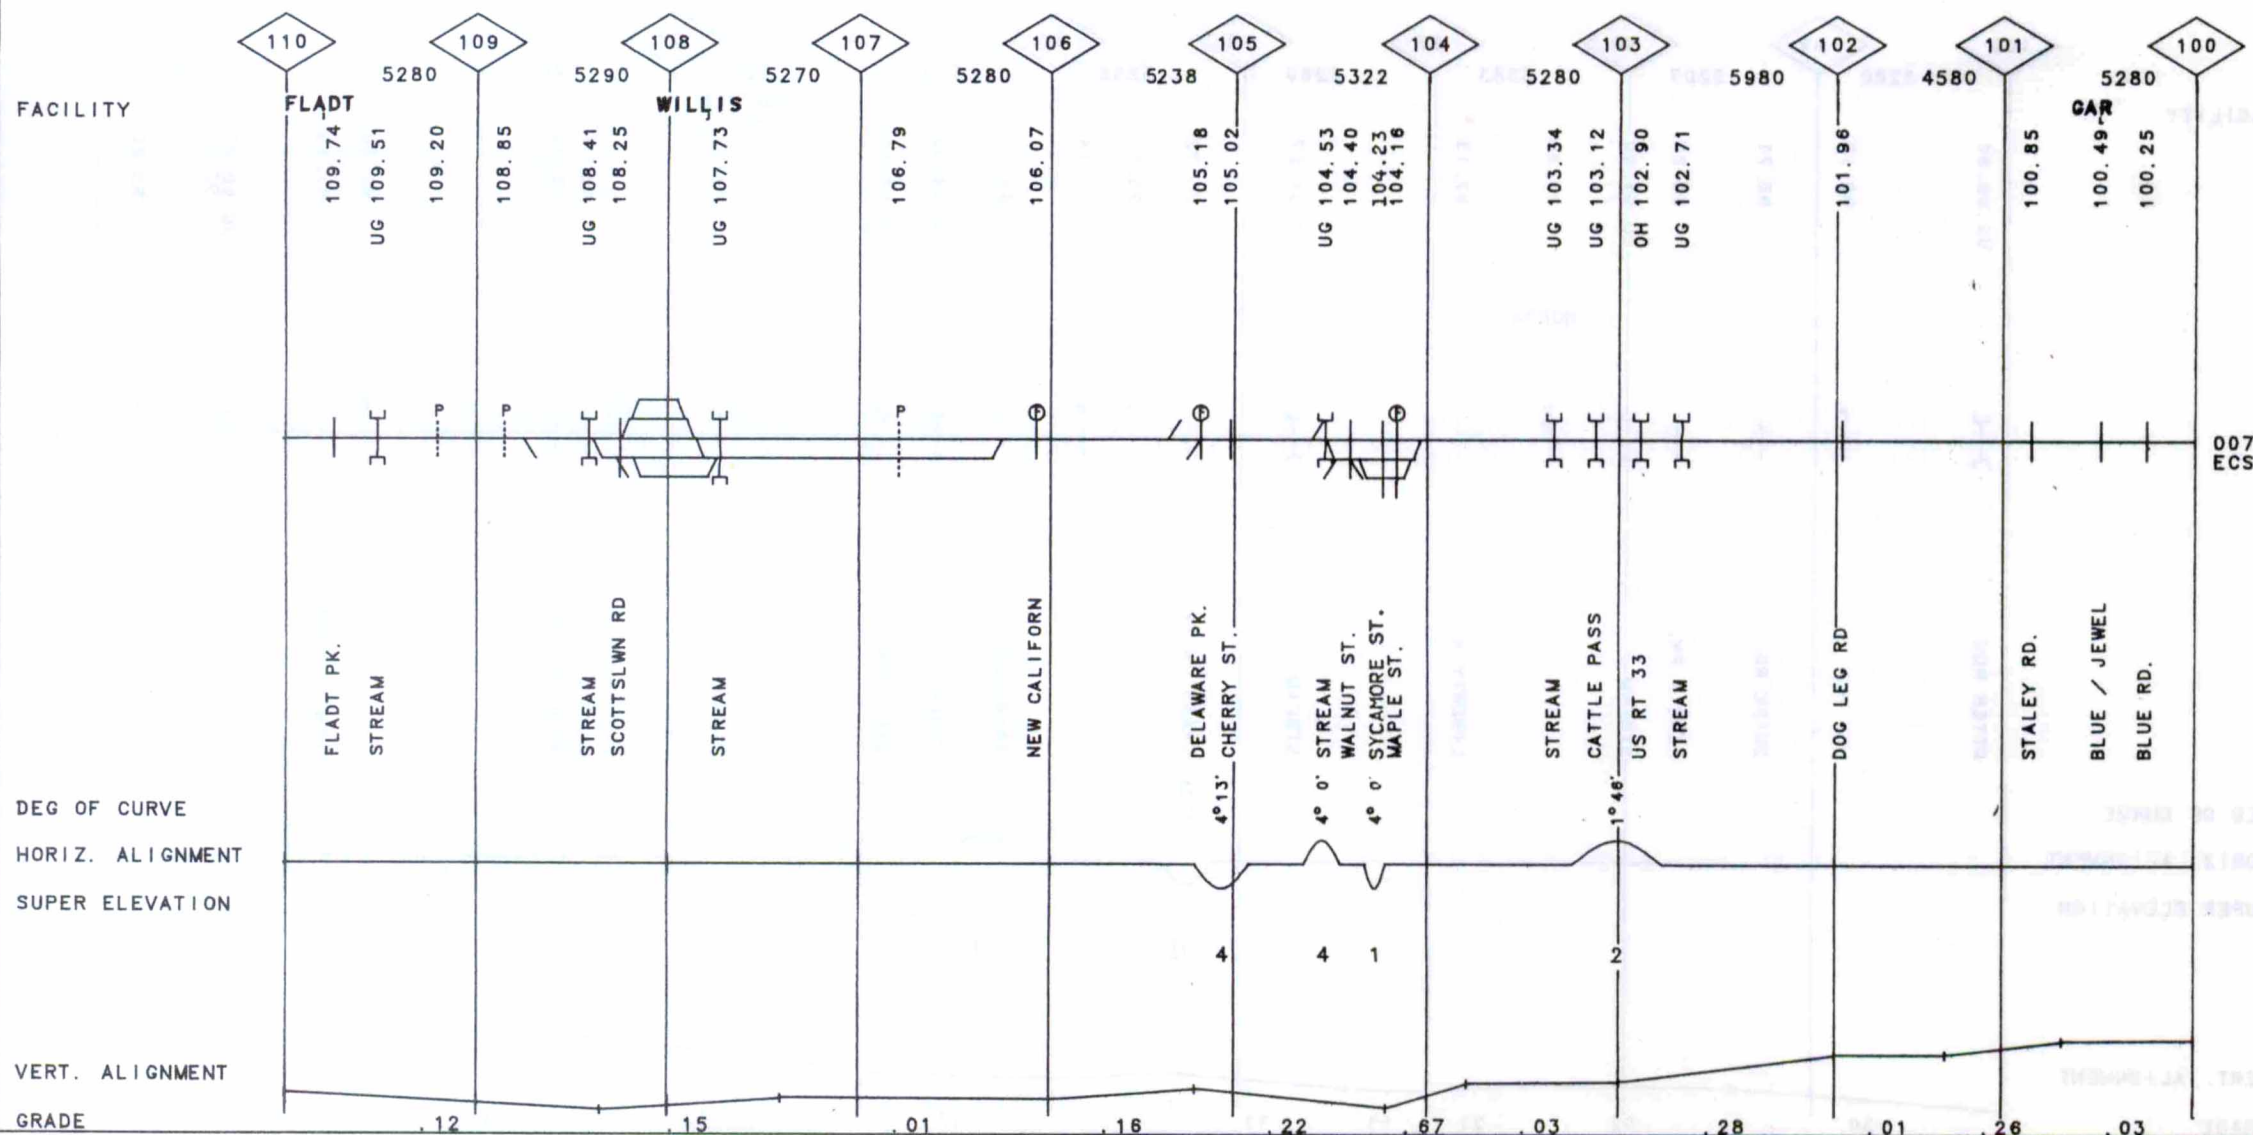 110 109 108 107 106 105 104 103 102 101 100
5280 5290 5270 5280 5238 5322 5280 5980 4580 5280
FACILITY
FLADT
WILLIS
GAR
109.74
UG 109.51
109.20
108.85
UG 108.41
108.25
UG 107.73
106.79
106.07
105.18
105.02
UG 104.53
104.40
104.23
104.16
UG 103.34
UG 103.12
OH 102.90
UG 102.71
101.96
100.85
100.49
100.25
P
P
P
007
ECS
FLADT PK.
STREAM
STREAM
SCOTTSLWN RD
STREAM
NEW CALIFORN
DELAWARE PK.
CHERRY ST.
STREAM
WALNUT ST.
SYCAMORE ST.
MAPLE ST.
STREAM
CATTLE PASS
US RT 33
STREAM
DOG LEG RD
STALEY RD.
BLUE / JEWEL
BLUE RD.
DEG OF CURVE
4°13'
4° 0'
4° 0'
1°46'
HORIZ. ALIGNMENT
SUPER ELEVATION
4 4 1 2
VERT. ALIGNMENT
GRADE
.12 .15 .01 .16 .22 .67 .03 .28 .01 .26 .03